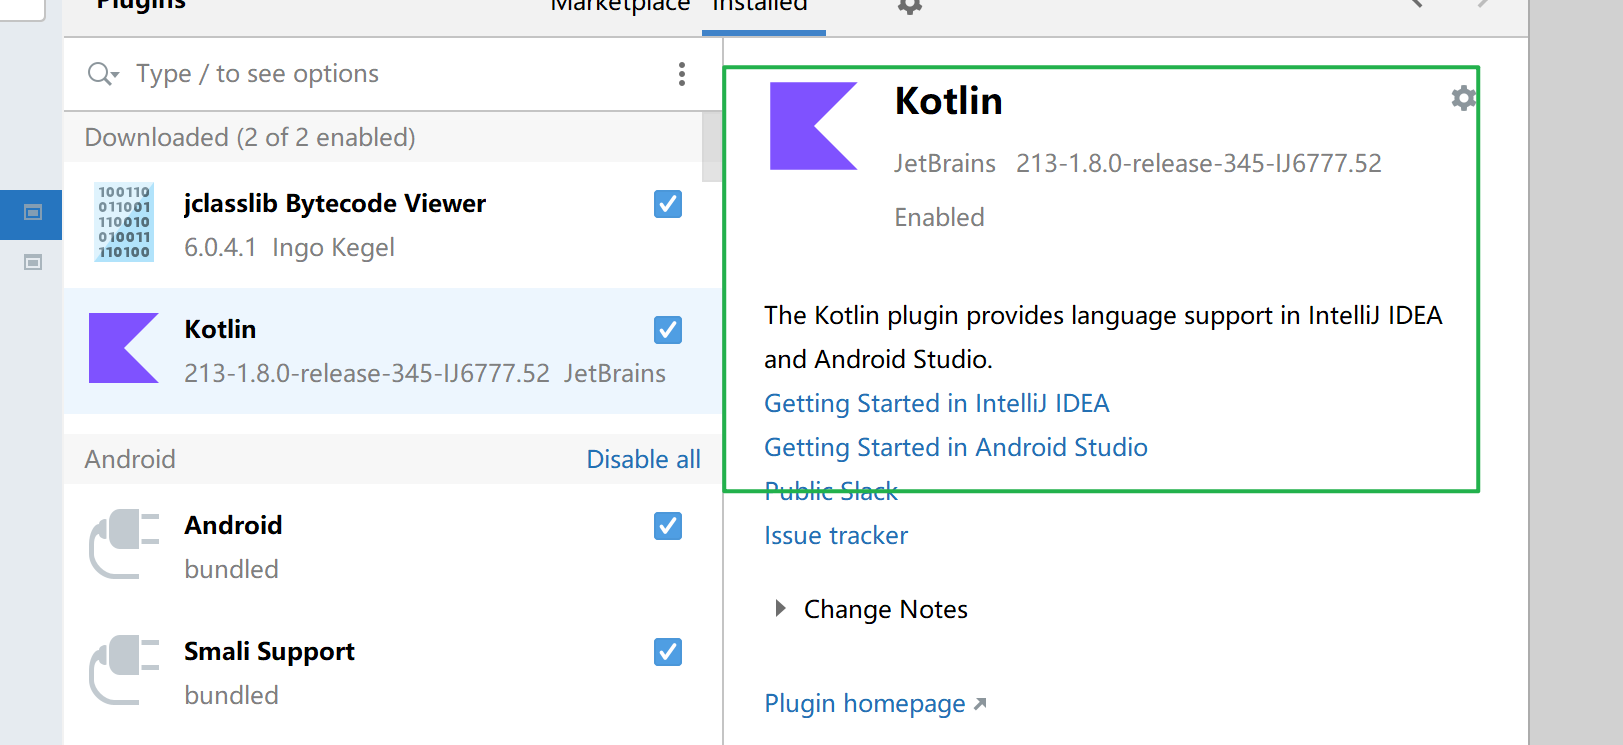 Plugins
Marketplace Installed
Type / to see options
Downloaded (2 of 2 enabled)
100110
011001
110010
010011
110100
jclasslib Bytecode Viewer
6.0.4.1 Ingo Kegel
Kotlin
213-1.8.0-release-345-IJ6777.52 JetBrains
Android
Disable all
Android
bundled
Smali Support
bundled
Kotlin
JetBrains 213-1.8.0-release-345-IJ6777.52
Enabled
The Kotlin plugin provides language support in IntelliJ IDEA
and Android Studio.
Getting Started in IntelliJ IDEA
Getting Started in Android Studio
Public Slack
Issue tracker
Change Notes
Plugin homepage